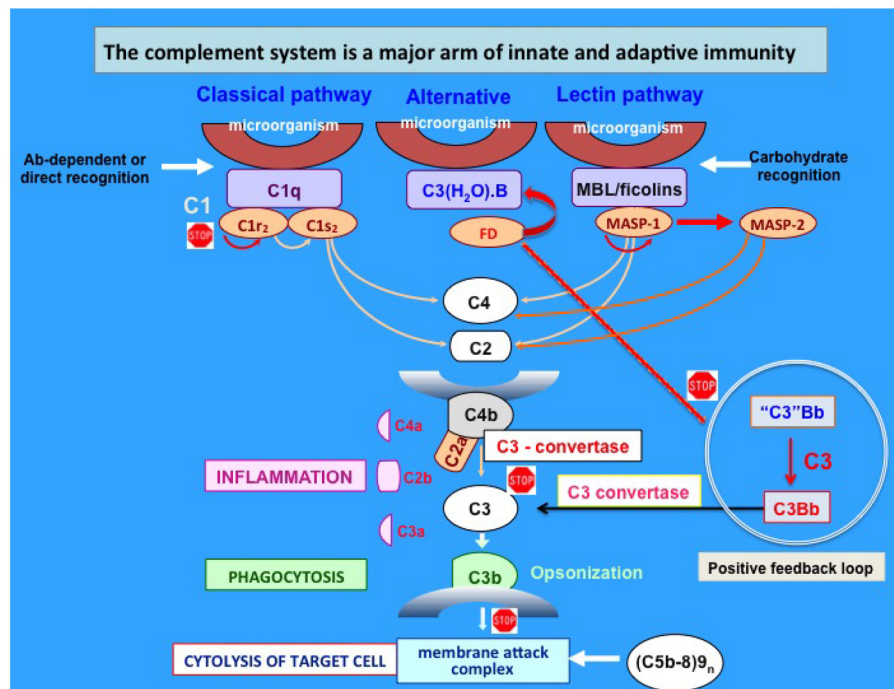 The complement system is a major arm of innate and adaptive immunity
Classical pathway
Alternative
Lectin pathway
microorganism
microorganism
microorganism
Ab-dependent or
direct recognition
Carbohydrate
recognition
C1q
C3(H₂O).B
MBL/ficolins
C1
STOP
C1r₂
C1s₂
FD
MASP-1
MASP-2
C4
C2
STOP
C4b
C2a
C4a
C3 - convertase
"C3"Bb
C3
C3Bb
INFLAMMATION
C2b
STOP
C3 convertase
C3
C3a
Positive feedback loop
PHAGOCYTOSIS
C3b
Opsonization
STOP
CYTOLYSIS OF TARGET CELL
membrane attack
complex
(C5b-8)9ₙ